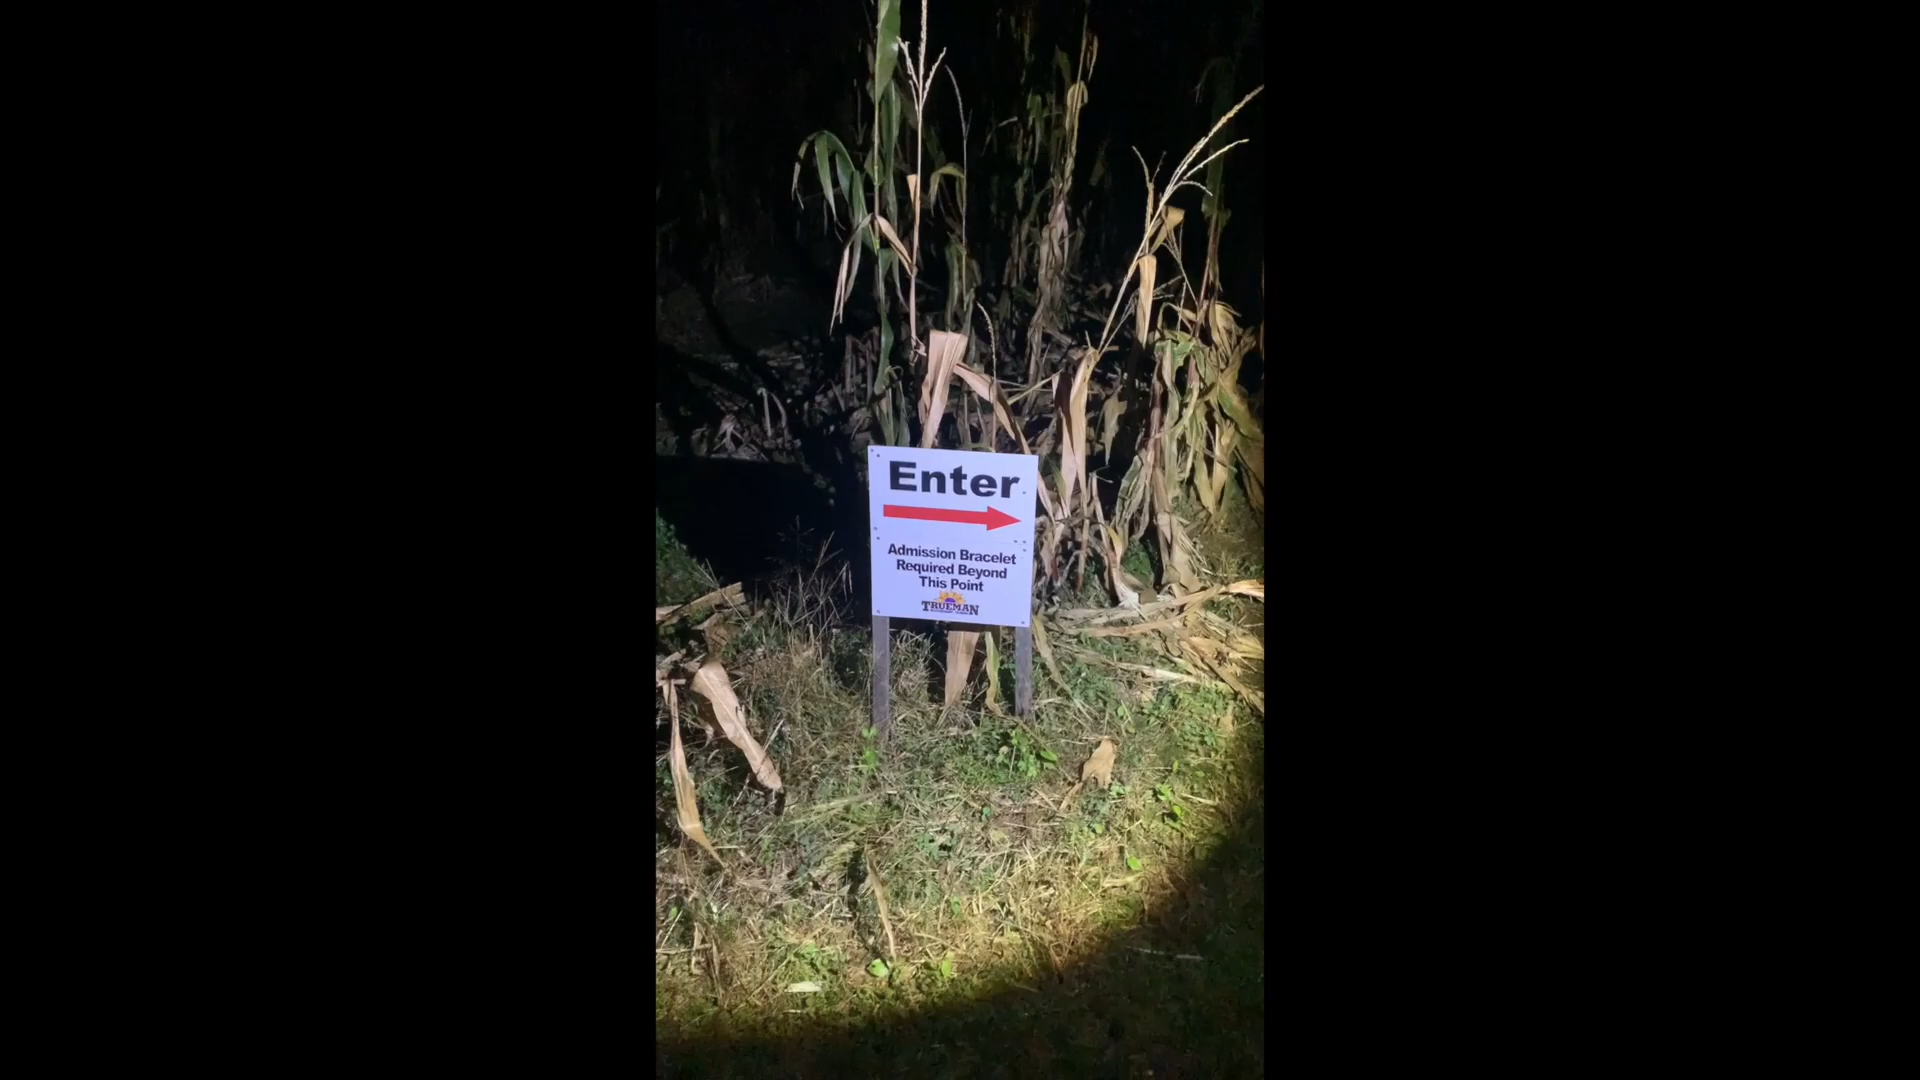 Enter
Admission Bracelet
Required Beyond
This Point
TRUEMAN